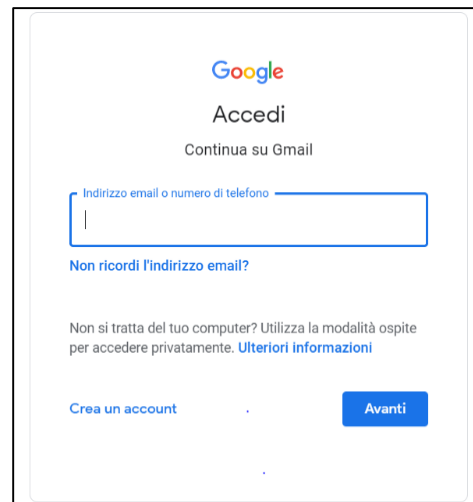 Google
Accedi
Continua su Gmail
Indirizzo email o numero di telefono
Non ricordi l'indirizzo email?
Non si tratta del tuo computer? Utilizza la modalità ospite
per accedere privatamente. Ulteriori informazioni
Crea un account
Avanti